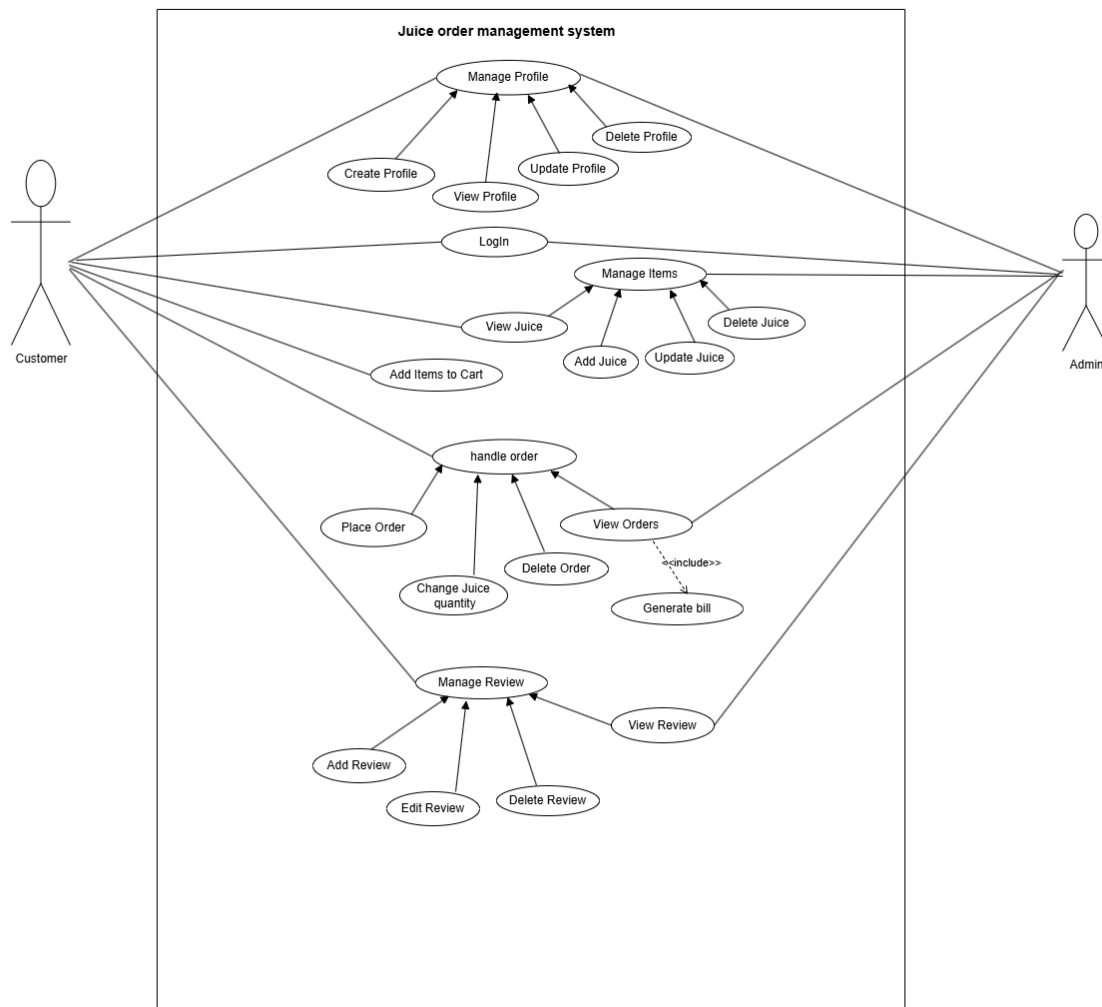 Juice order management system
Manage Profile
Delete Profile
Create Profile
Update Profile
View Profile
LogIn
Manage Items
View Juice
Delete Juice
Add Juice
Update Juice
Customer
Admin
Add Items to Cart
handle order
Place Order
View Orders
<<include>>
Delete Order
Change Juice
quantity
Generate bill
Manage Review
View Review
Add Review
Edit Review
Delete Review